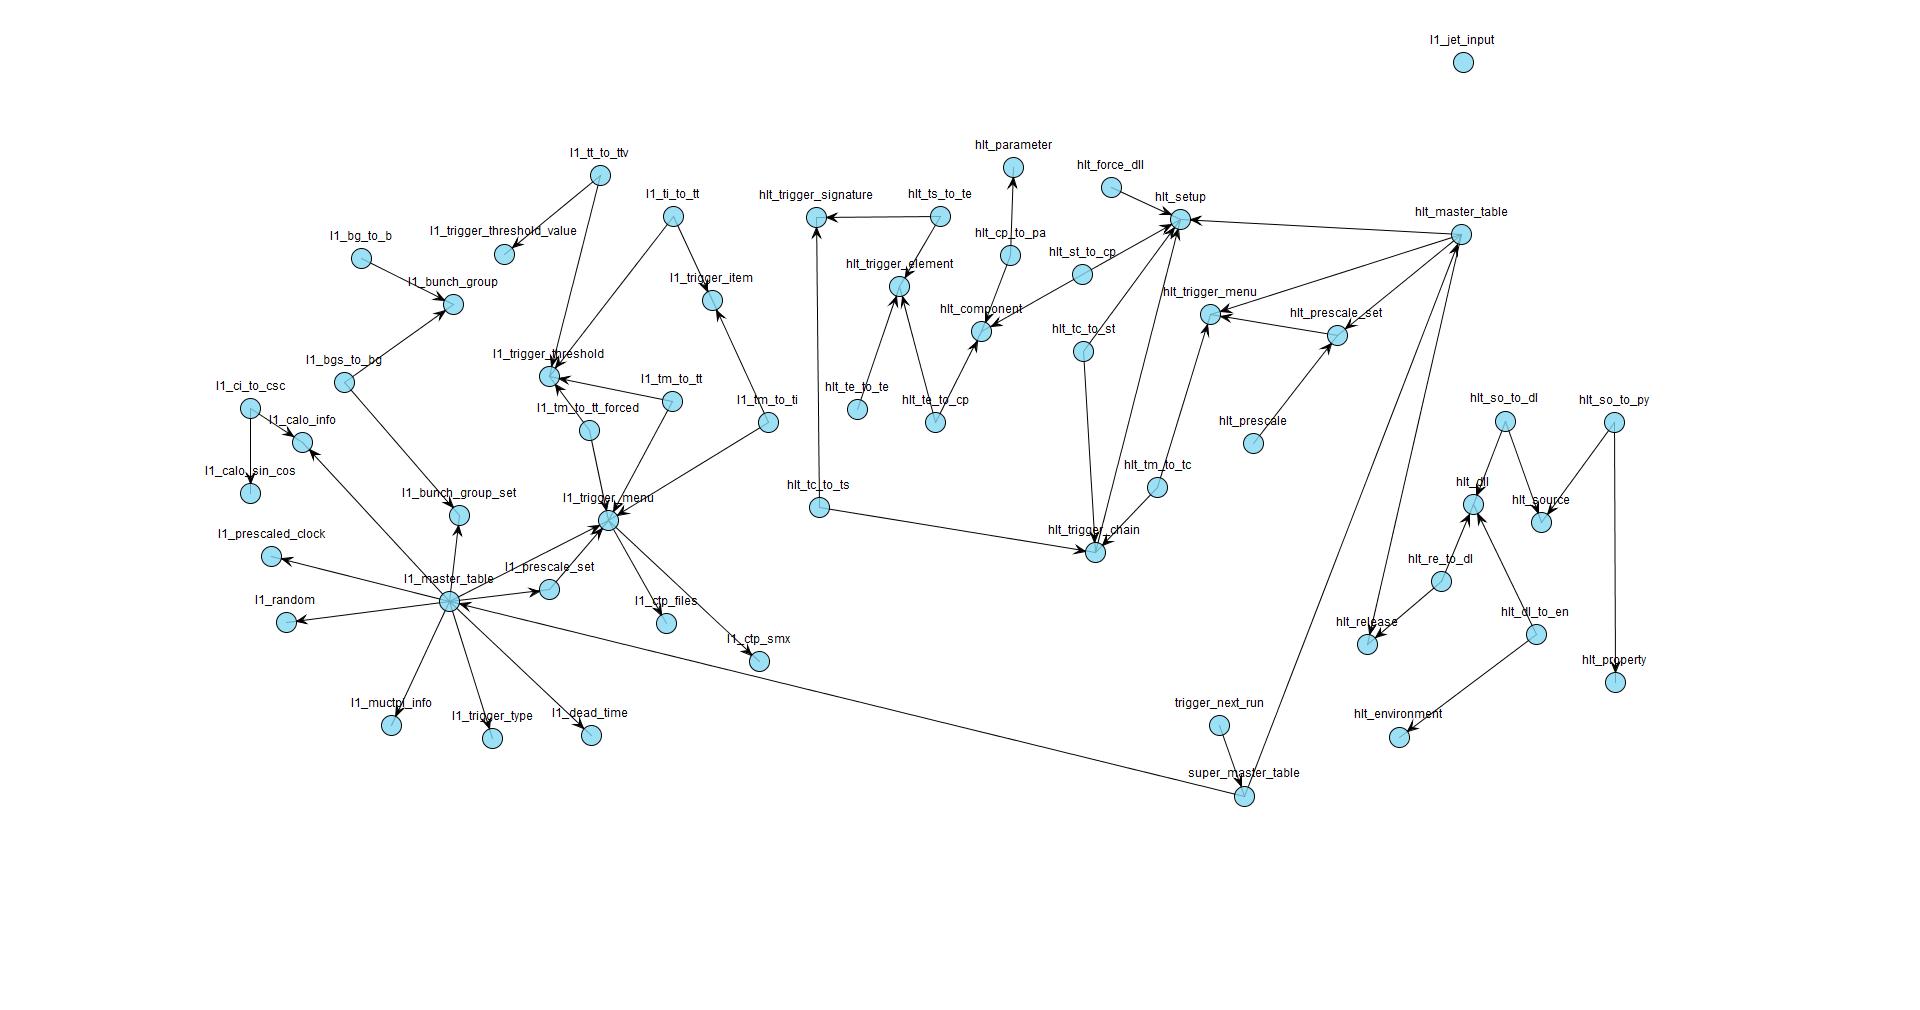 l1_jet_input
hlt_parameter
l1_tt_to_ttv
hlt_force_dll
l1_ti_to_tt
hlt_trigger_signature
hlt_ts_to_te
hlt_setup
hlt_master_table
l1_bg_to_b
l1_trigger_threshold_value
hlt_cp_to_pa
hlt_st_to_cp
hlt_trigger_element
l1_bunch_group
l1_trigger_item
hlt_trigger_menu
hlt_component
hlt_prescale_set
hlt_tc_to_st
l1_trigger_threshold
l1_bgs_to_bg
l1_ci_to_csc
l1_tm_to_tt
hlt_te_to_te
l1_tm_to_ti
hlt_te_to_cp
hlt_so_to_dl
hlt_so_to_py
l1_tm_to_tt_forced
l1_calo_info
hlt_prescale
l1_calo_sin_cos
hlt_tm_to_tc
hlt_tc_to_ts
hlt_dll
l1_bunch_group_set
l1_trigger_menu
hlt_source
l1_prescaled_clock
hlt_trigger_chain
hlt_re_to_dl
l1_prescale_set
l1_master_table
l1_random
l1_ctp_files
hlt_dl_to_en
hlt_release
l1_ctp_smx
hlt_property
l1_muctpi_info
trigger_next_run
l1_trigger_type
l1_dead_time
hlt_environment
super_master_table